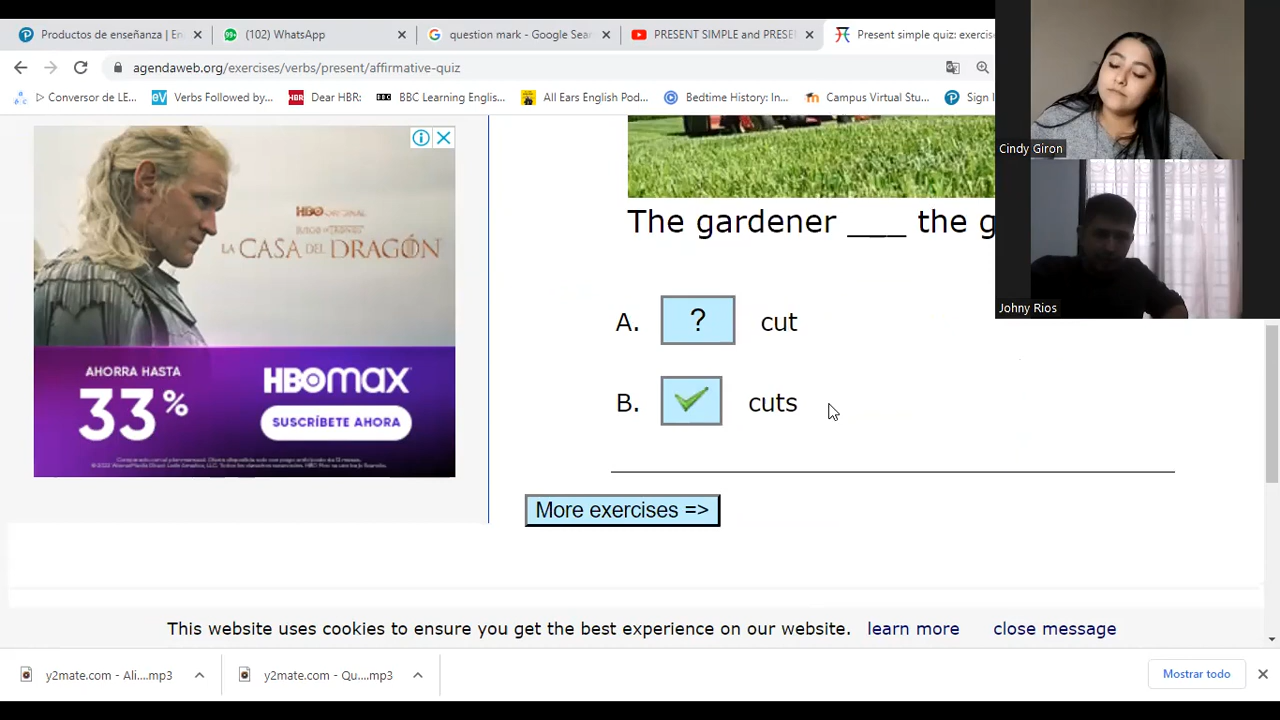 Productos de enseñanza | En
(102) WhatsApp
question mark - Google Sear
PRESENT SIMPLE and PRESE
Present simple quiz: exercise
agendaweb.org/exercises/verbs/present/affirmative-quiz
▷ Conversor de LE...
Verbs Followed by...
Dear HBR:
BBC Learning Englis...
All Ears English Pod...
Bedtime History: In...
Campus Virtual Stu...
Sign I
Cindy Giron
Johny Rios
HBO ORIGINAL
LA CASA DEL DRAGÓN
AHORRA HASTA
33%
HBOMAX
SUSCRÍBETE AHORA
The gardener ___ the g
A. ? cut
B. cuts
More exercises =>
This website uses cookies to ensure you get the best experience on our website. learn more close message
y2mate.com - Ali....mp3
y2mate.com - Qu....mp3
Mostrar todo